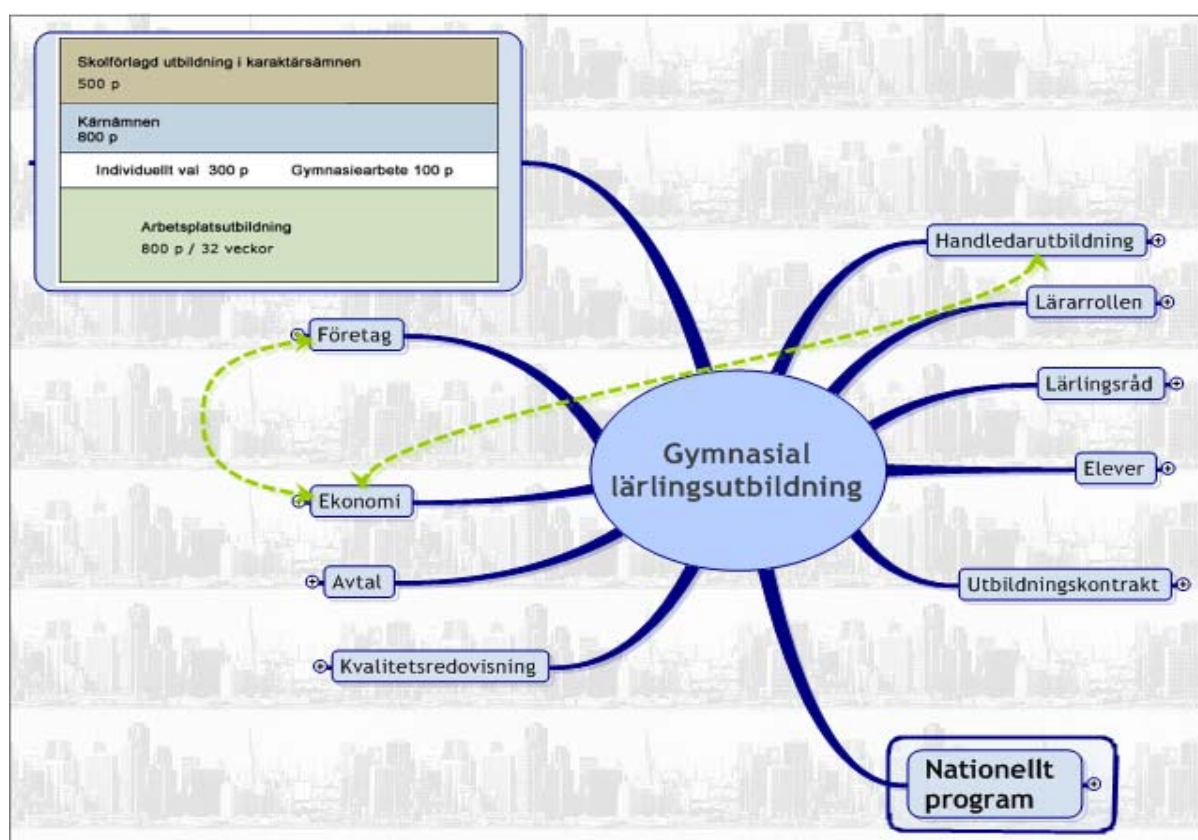 Skolförlagd utbildning i karaktärsämnen
500 p
Kärnämnen
800 p
Individuellt val 300 p Gymnasiearbete 100 p
Arbetsplatsutbildning
800 p / 32 veckor
Handledarutbildning
Lärarrollen
Företag
Lärlingsråd
Gymnasial
lärlingsutbildning
Elever
Ekonomi
Avtal
Utbildningskontrakt
Kvalitetsredovisning
Nationellt
program